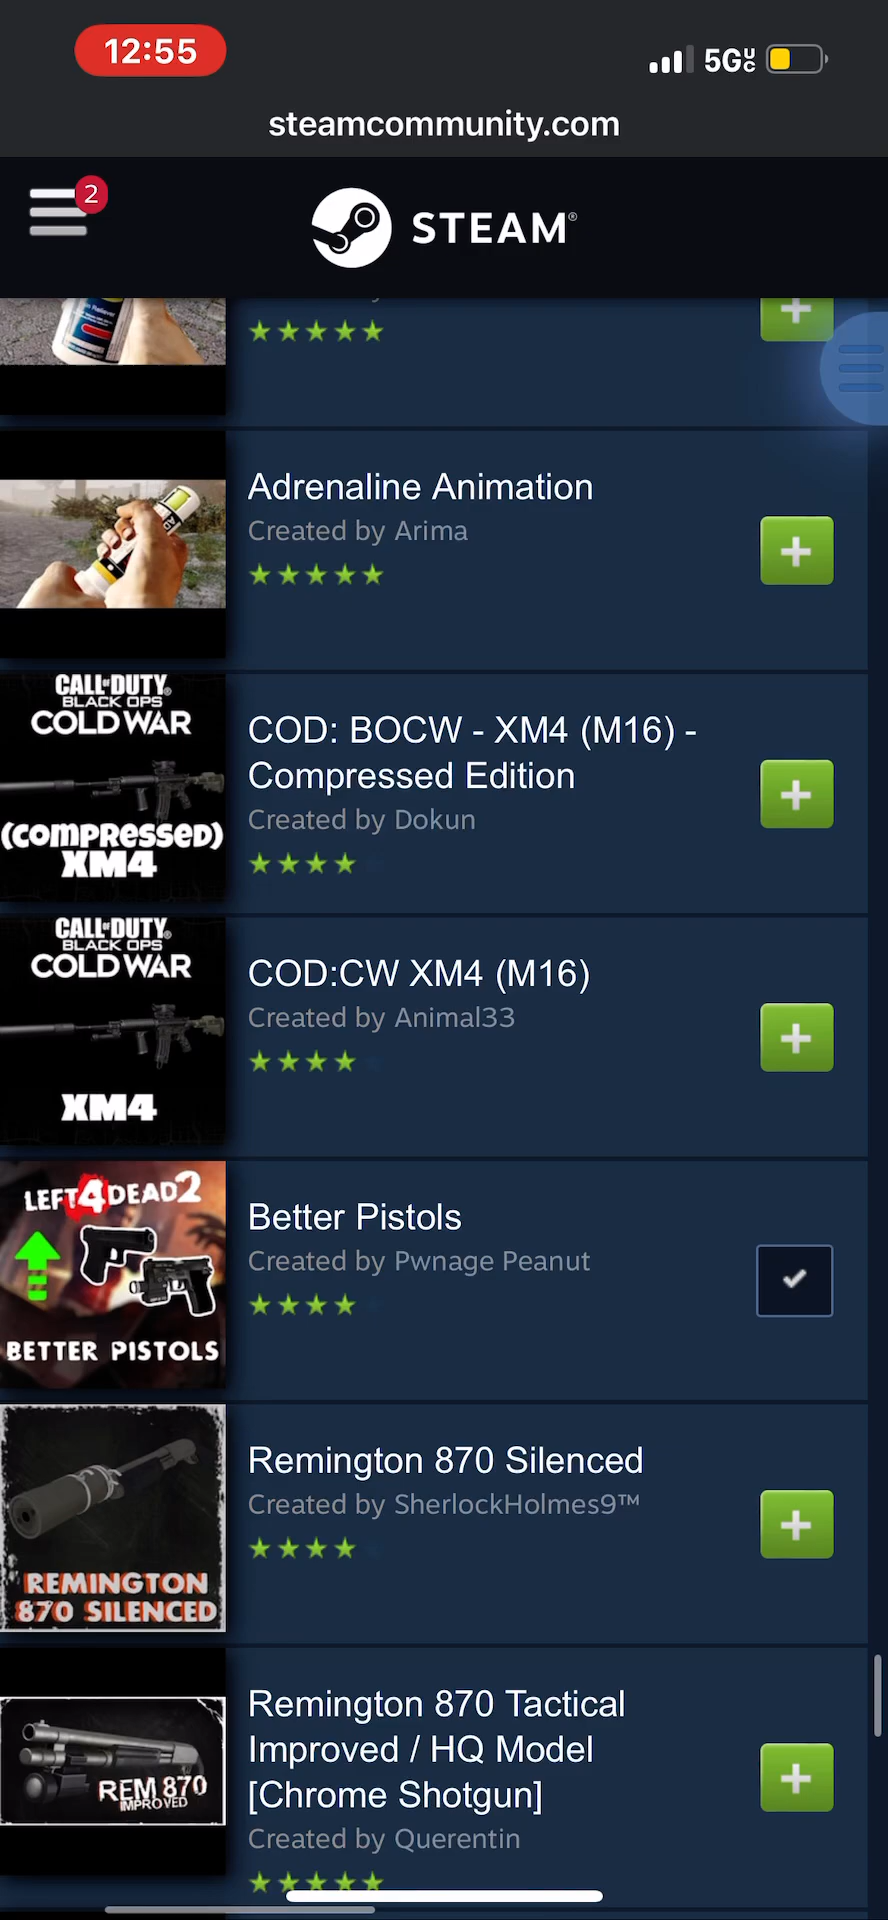 12:55
5G UC
steamcommunity.com
2
STEAM®
Adrenaline Animation
Created by Arima
CALL OF DUTY®
BLACK OPS
COLD WAR
(COMPRESSED)
XM4
COD: BOCW - XM4 (M16) -
Compressed Edition
Created by Dokun
CALL OF DUTY®
BLACK OPS
COLD WAR
XM4
COD:CW XM4 (M16)
Created by Animal33
LEFT 4 DEAD 2
BETTER PISTOLS
Better Pistols
Created by Pwnage Peanut
REMINGTON
870 SILENCED
Remington 870 Silenced
Created by SherlockHolmes9™
REM 870
IMPROVED
Remington 870 Tactical
Improved / HQ Model
[Chrome Shotgun]
Created by Querentin